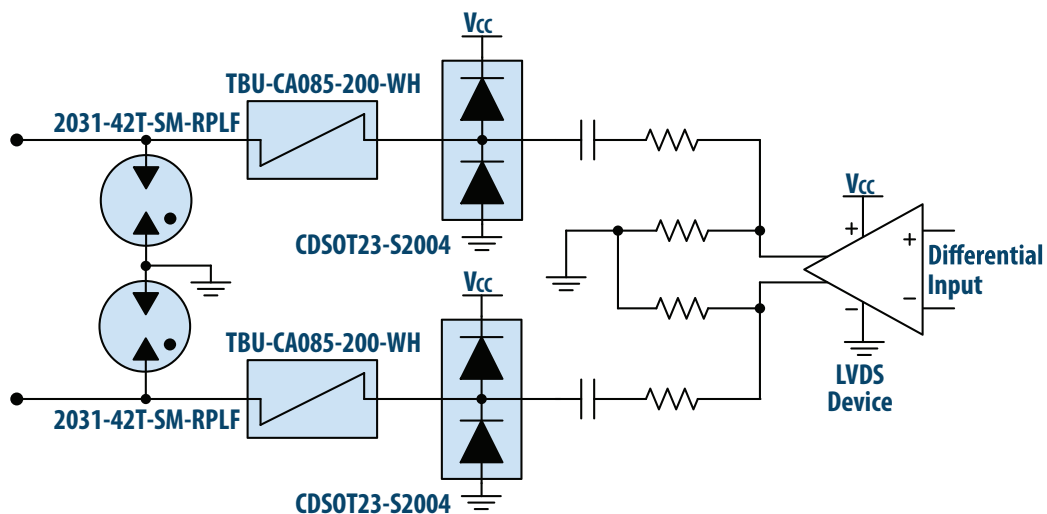 Vcc
TBU-CA085-200-WH
2031-42T-SM-RPLF
CDSOT23-S2004
Vcc
+
+
Differential
Input
−
−
LVDS
Device
Vcc
TBU-CA085-200-WH
2031-42T-SM-RPLF
CDSOT23-S2004